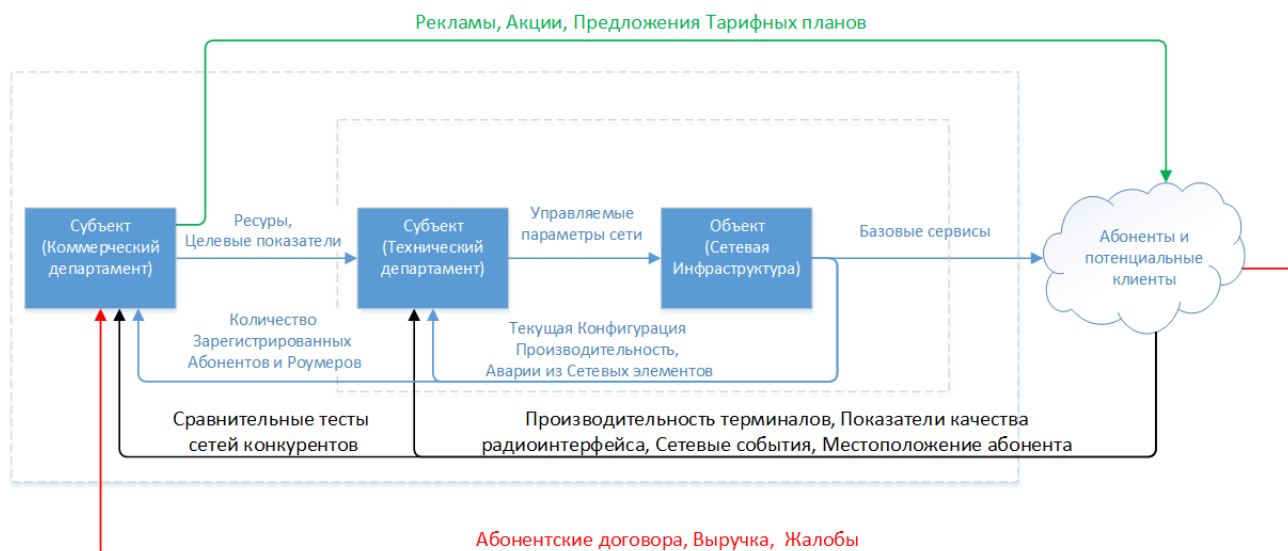 Рекламы, Акции, Предложения Тарифных планов
Субъект
(Коммерческий
департамент)
Ресуры,
Целевые показатели
Субъект
(Технический
департамент)
Управляемые
параметры сети
Объект
(Сетевая
Инфраструктура)
Базовые сервисы
Абоненты и
потенциальные
клиенты
Количество
Зарегистрированных
Абонентов и Роумеров
Текущая Конфигурация
Производительность,
Аварии из Сетевых элементов
Сравнительные тесты
сетей конкурентов
Производительность терминалов, Показатели качества
радиоинтерфейса, Сетевые события, Местоположение абонента
Абонентские договора, Выручка, Жалобы